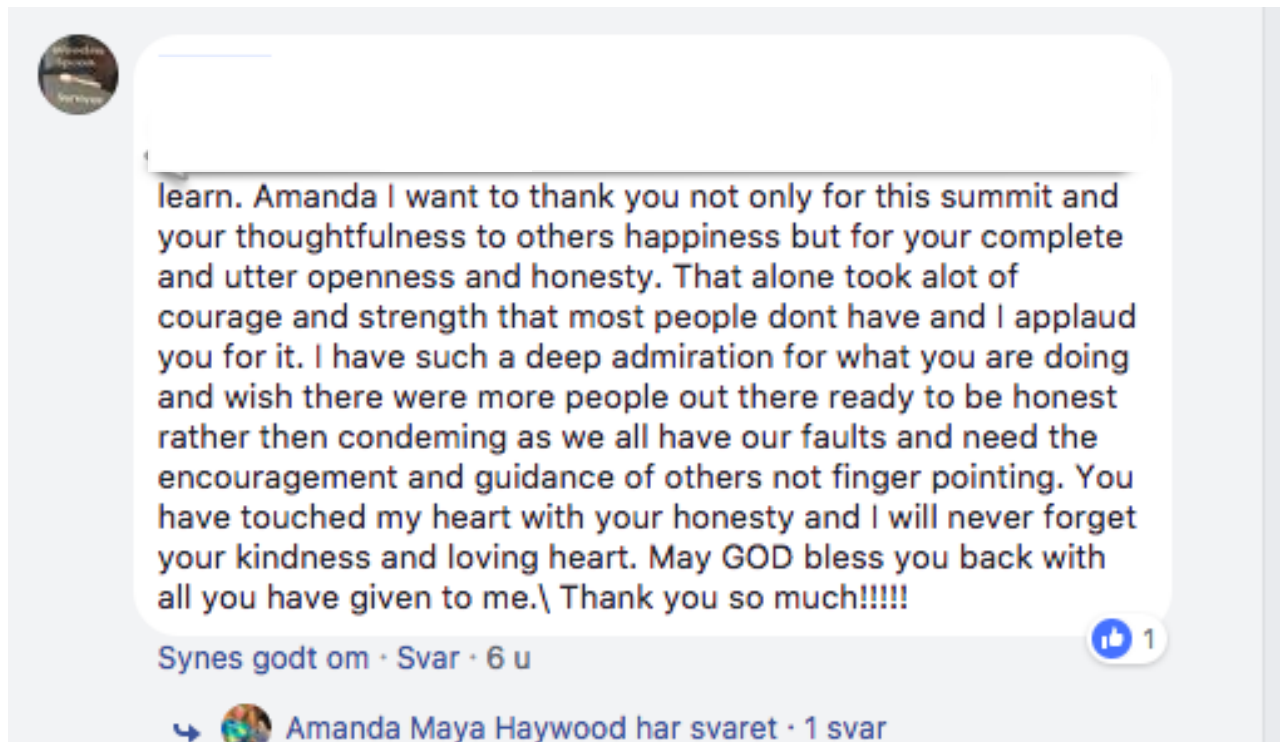 Wooden
Spoon
Survivor
learn. Amanda I want to thank you not only for this summit and
your thoughtfulness to others happiness but for your complete
and utter openness and honesty. That alone took alot of
courage and strength that most people dont have and I applaud
you for it. I have such a deep admiration for what you are doing
and wish there were more people out there ready to be honest
rather then condeming as we all have our faults and need the
encouragement and guidance of others not finger pointing. You
have touched my heart with your honesty and I will never forget
your kindness and loving heart. May GOD bless you back with
all you have given to me.\ Thank you so much!!!!!
1
Synes godt om · Svar · 6 u
Amanda Maya Haywood har svaret · 1 svar